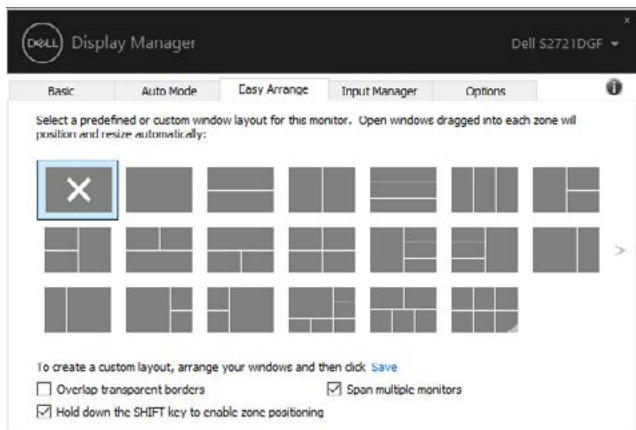 DELL Display Manager
Dell S2721DGF
Basic Auto Mode Easy Arrange Input Manager Options
Select a predefined or custom window layout for this monitor. Open windows dragged into each zone will
position and resize automatically:
To create a custom layout, arrange your windows and then click Save
Overlap transparent borders
Span multiple monitors
Hold down the SHIFT key to enable zone positioning